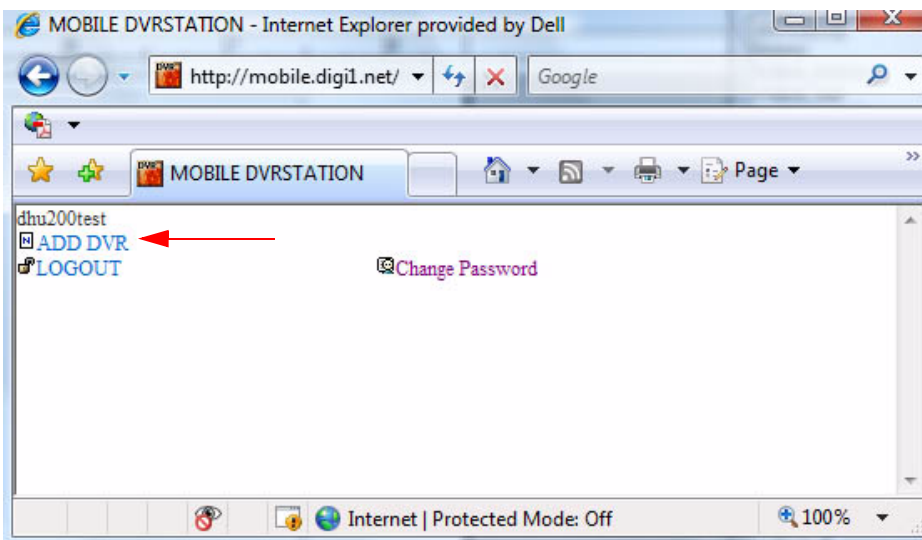 MOBILE DVRSTATION - Internet Explorer provided by Dell
http://mobile.digi1.net/
Google
MOBILE DVRSTATION
Page
dhu200test
ADD DVR
LOGOUT
Change Password
Internet | Protected Mode: Off
100%